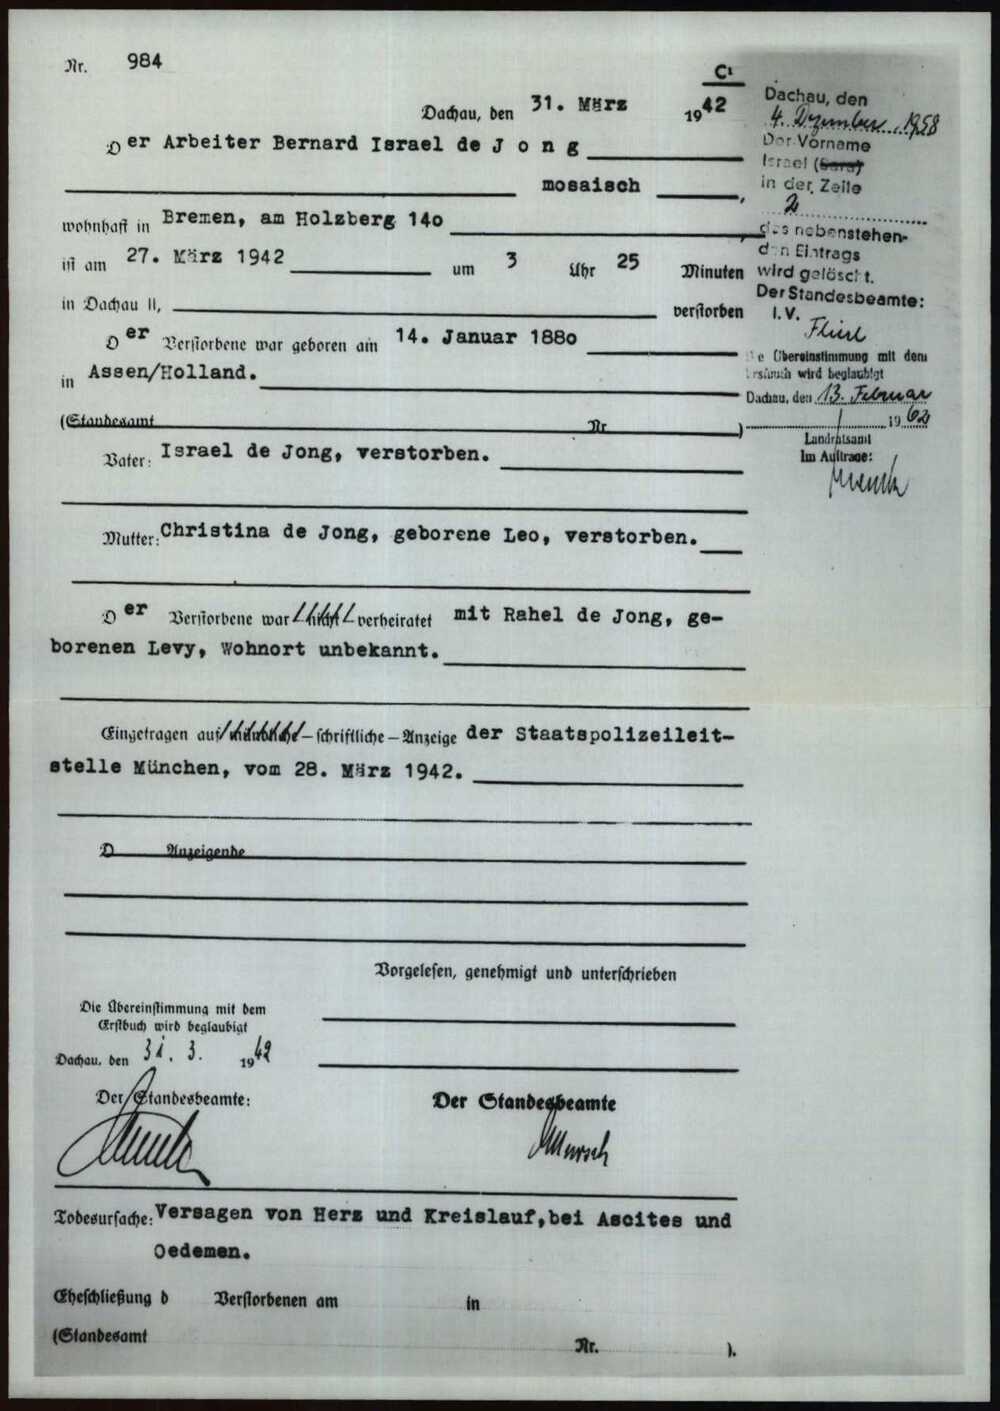 Nr. 984
C¹
Dachau, den 31. März 1942
Der Arbeiter Bernard Israel de J o n g
mosaisch ,
wohnhaft in Bremen, am Holzberg 14o ,
ist am 27. März 1942 um 3 Uhr 25 Minuten
in Dachau II, verstorben
Der Verstorbene war geboren am 14. Januar 188o
in Assen/Holland.
(Standesamt Nr )
Vater: Israel de Jong, verstorben.
Mutter: Christina de Jong, geborene Leo, verstorben.
Der Verstorbene war nicht verheiratet mit Rahel de Jong, ge-
borenen Levy, Wohnort unbekannt.
Eingetragen auf mündliche – schriftliche – Anzeige der Staatspolizeileit-
stelle München, vom 28. März 1942.
D Anzeigende
Vorgelesen, genehmigt und unterschrieben
Die Übereinstimmung mit dem
Erstbuch wird beglaubigt
Dachau, den 31. 3. 1942
Der Standesbeamte:
Der Standesbeamte
Todesursache: Versagen von Herz und Kreislauf, bei Ascites und
Oedemen.
Eheschließung d Verstorbenen am in
(Standesamt Nr. ).
Dachau, den
4. Dezember 1958
Der Vorname
Israel (Sara)
in der Zeile
2
des nebenstehen-
den Eintrags
wird gelöscht.
Der Standesbeamte:
I.V.
Die Übereinstimmung mit dem
Erstbuch wird beglaubigt
Dachau, den 13. Februar
1962
Landratsamt
Im Auftrage: